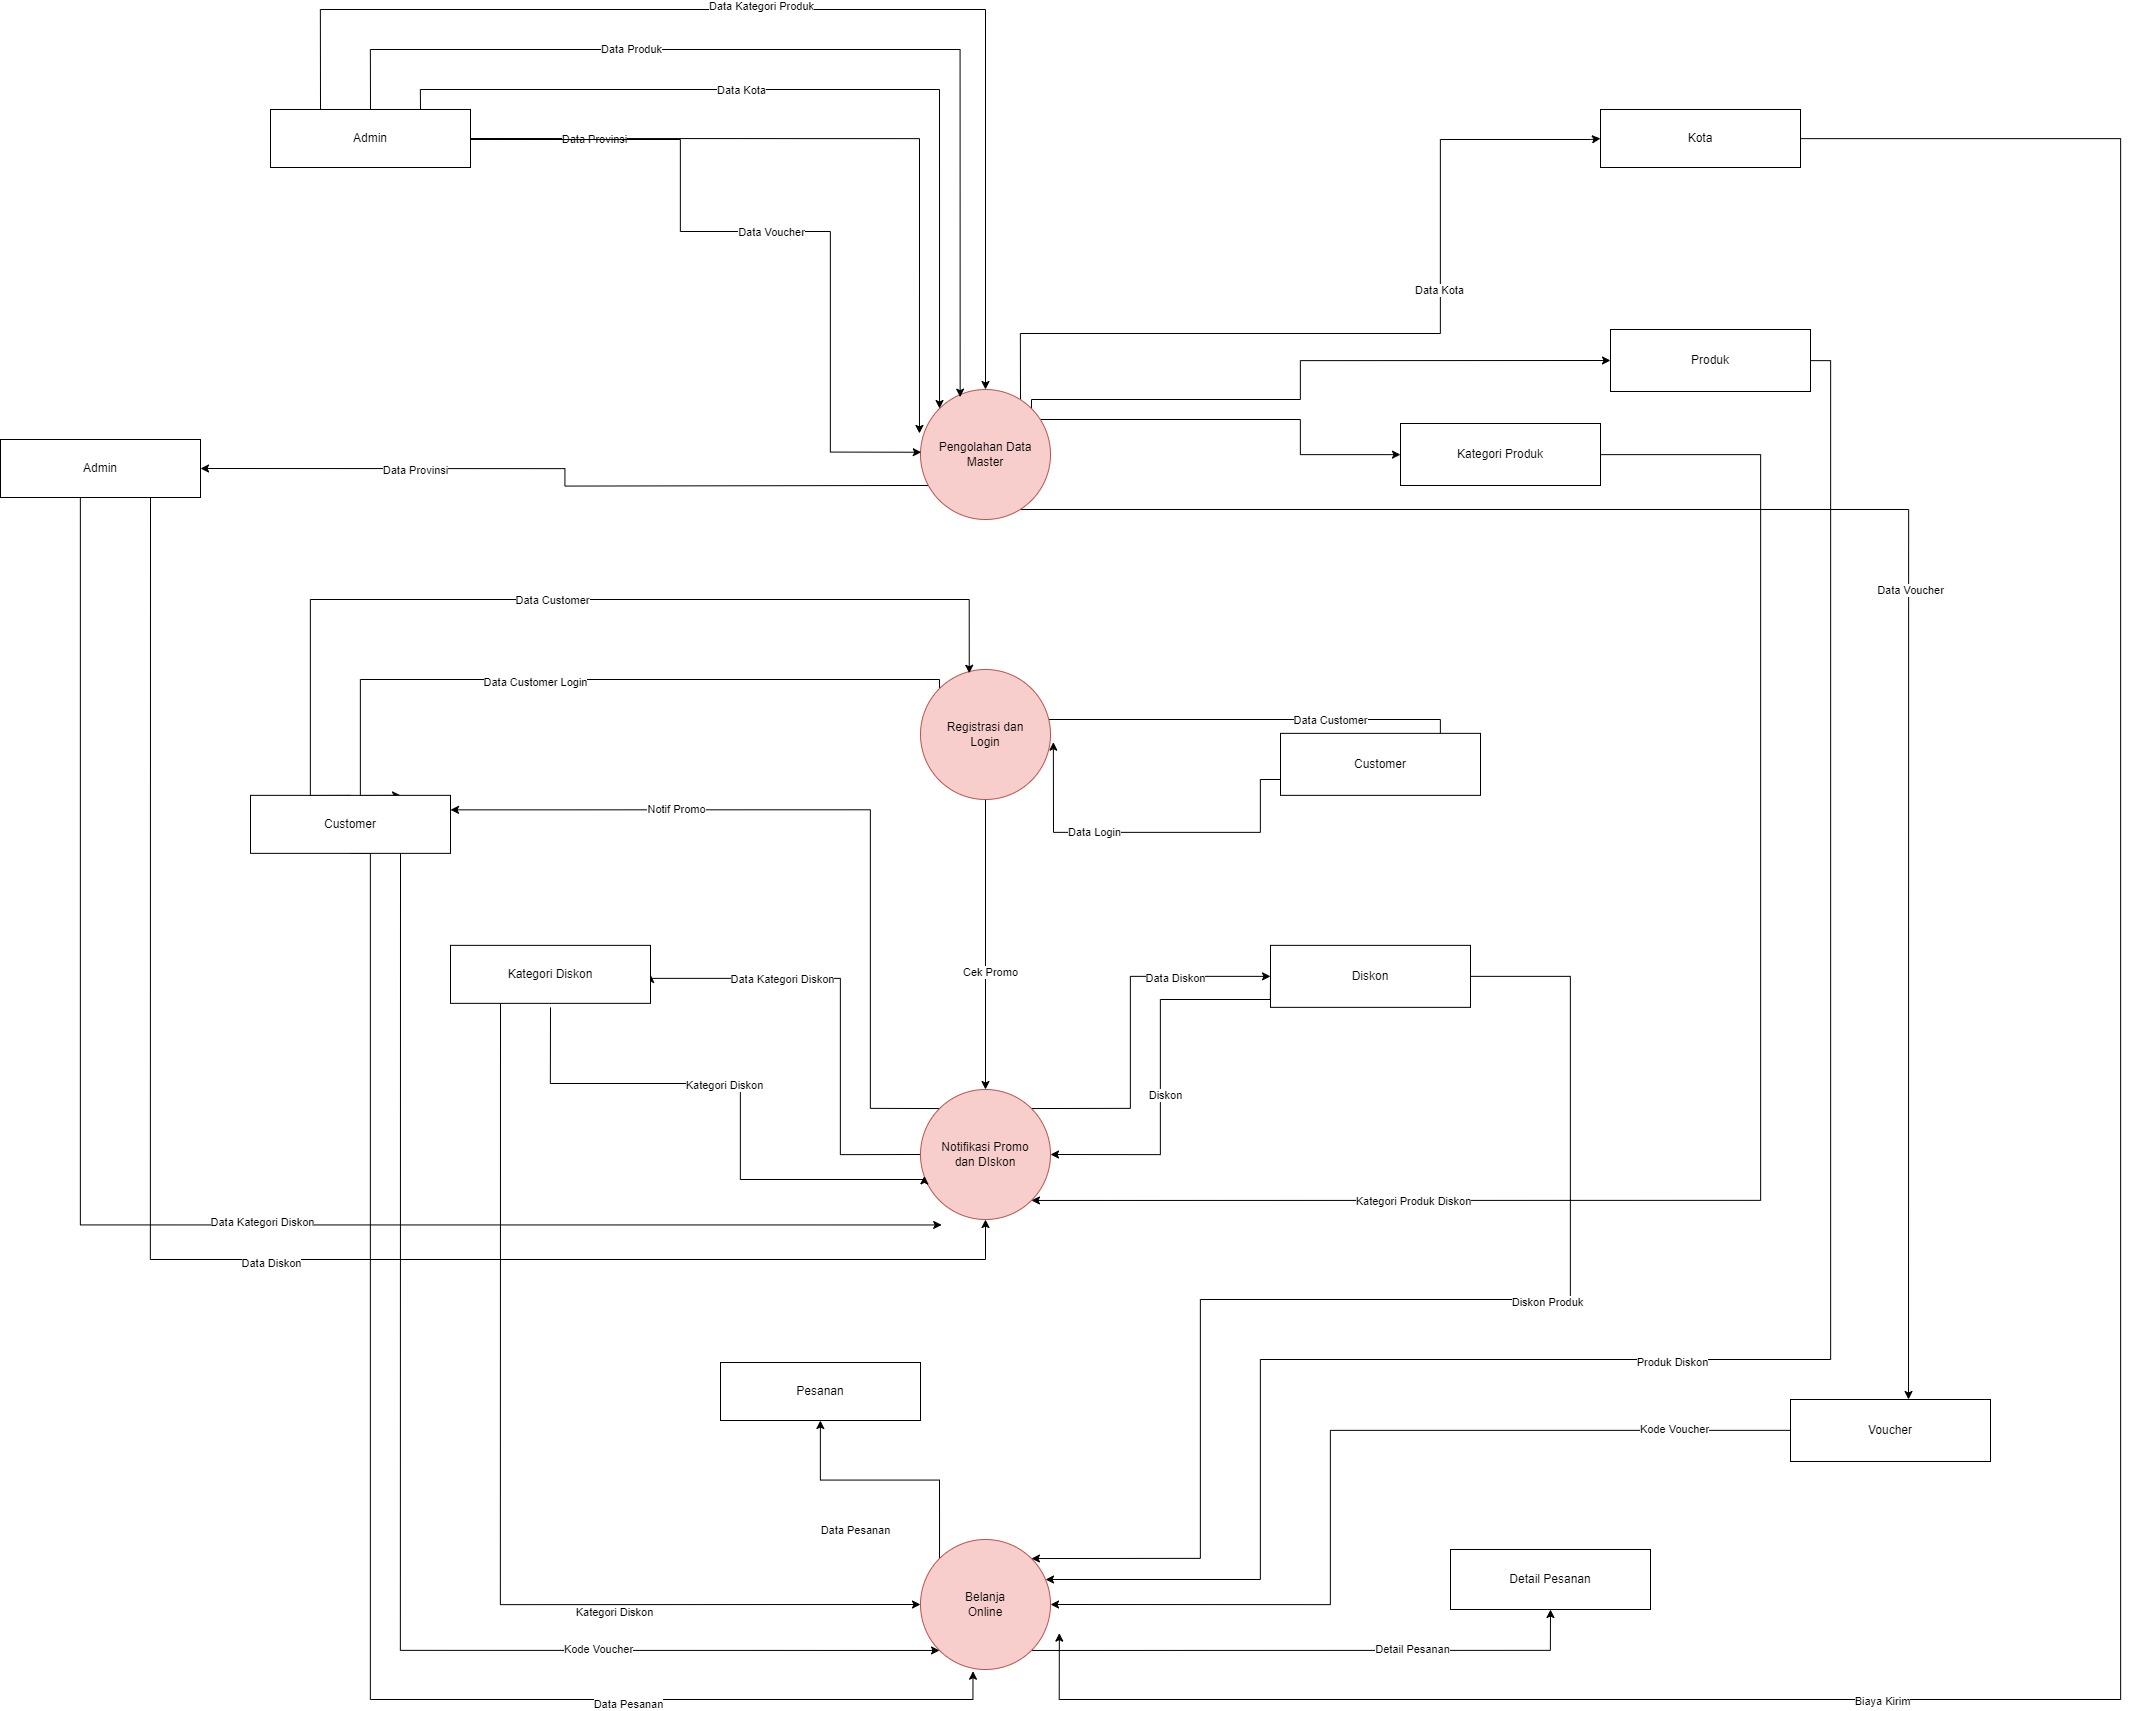 Data Kategori Produk
Data Produk
Data Kota
Admin
Data Provinsi
Kota
Data Voucher
Data Kota
Produk
Pengolahan Data
Master
Kategori Produk
Admin
Data Provinsi
Data Voucher
Data Customer
Data Customer Login
Registrasi dan
Login
Data Customer
Customer
Notif Promo
Customer
Data Login
Cek Promo
Kategori Diskon
Data Kategori Diskon
Data Diskon
Diskon
Kategori Diskon
Diskon
Notifikasi Promo
dan DIskon
Kategori Produk Diskon
Data Kategori Diskon
Data Diskon
Diskon Produk
Produk Diskon
Pesanan
Kode Voucher
Voucher
Data Pesanan
Detail Pesanan
Belanja
Online
Kategori Diskon
Kode Voucher
Detail Pesanan
Data Pesanan
Biaya Kirim